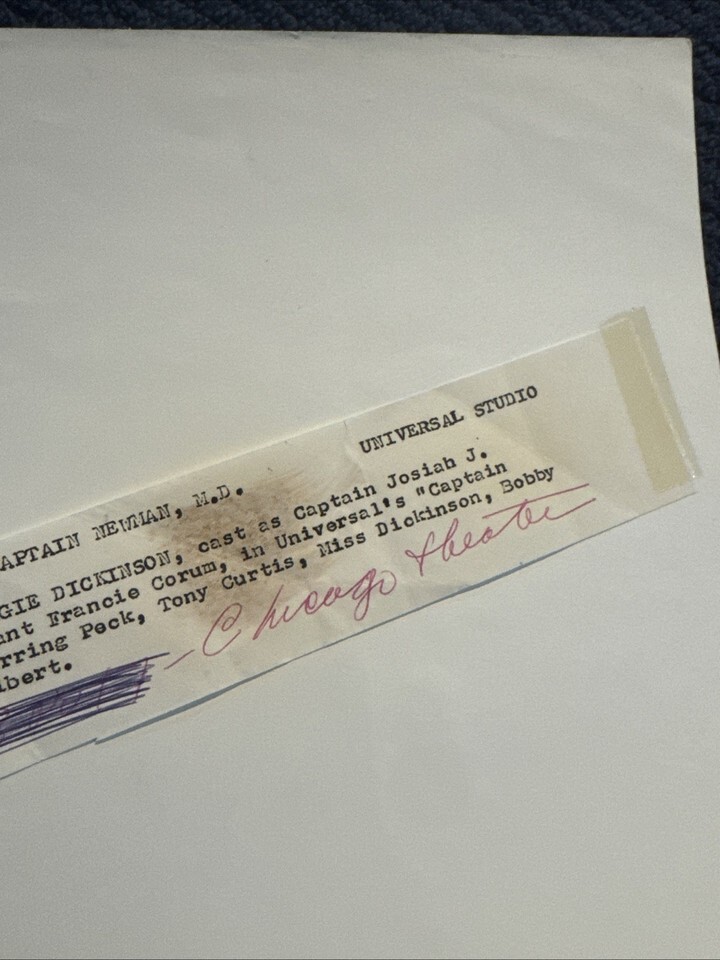 UNIVERSAL STUDIO
APTAIN NEWMAN, M.D.
GIE DICKINSON, cast as Captain Josiah J.
ant Francie Corum, in Universal's "Captain
rring Peck, Tony Curtis, Miss Dickinson, Bobby
lbert.
- Chicago theater